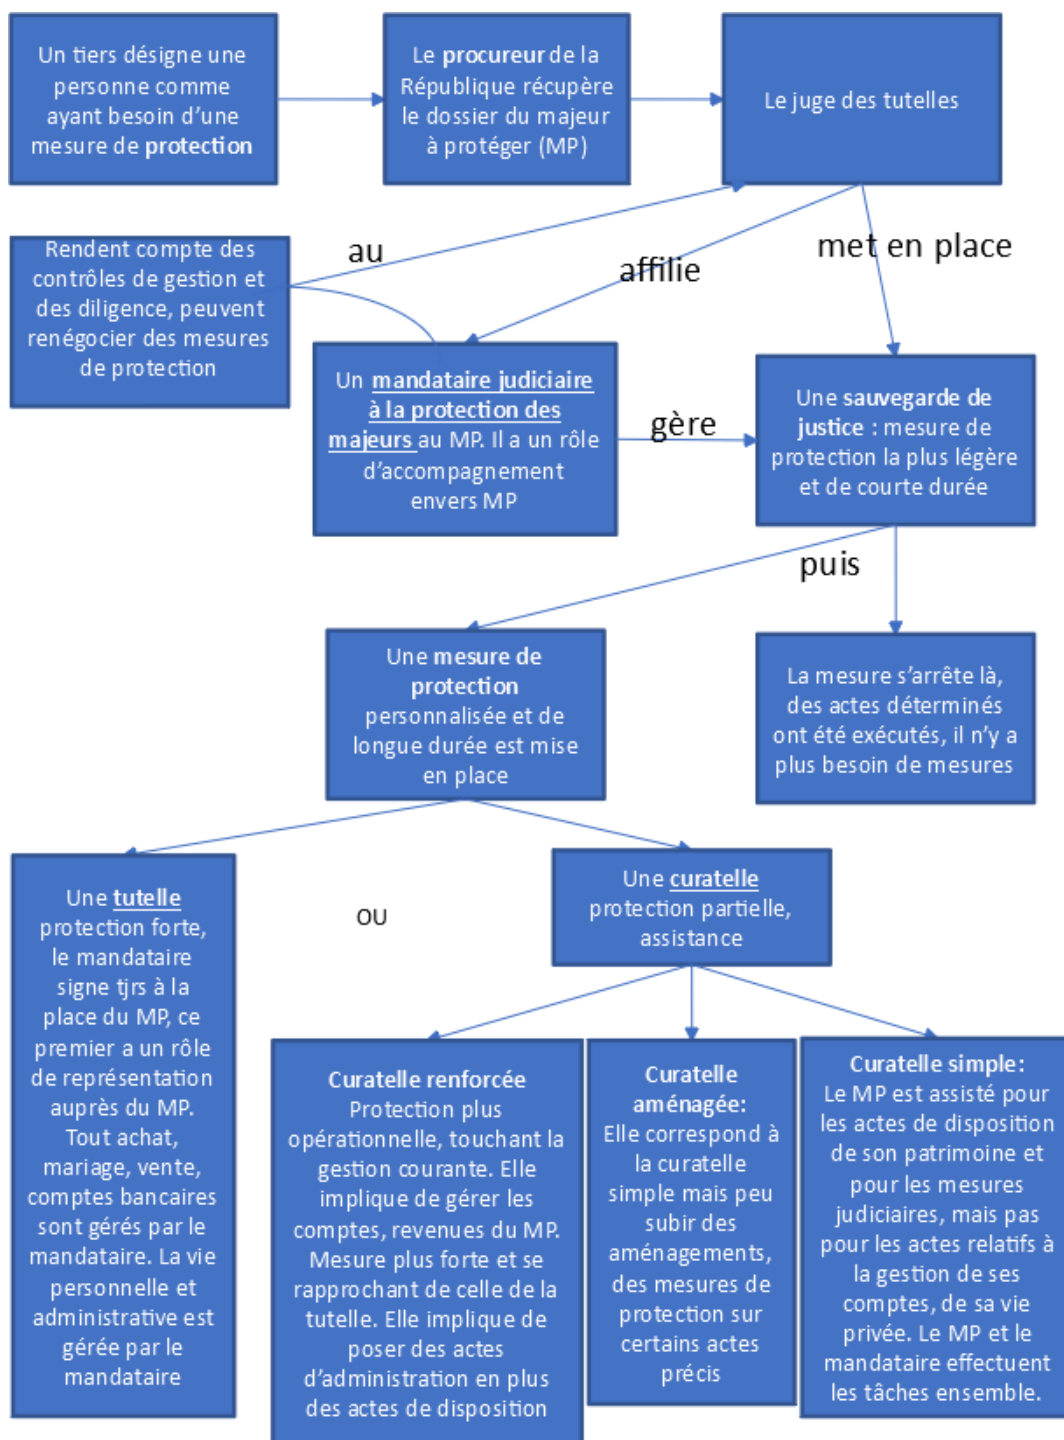 Un tiers désigne une
personne comme
ayant besoin d'une
mesure de protection
Le procureur de la
République récupère
le dossier du majeur
à protéger (MP)
Le juge des tutelles
Rendent compte des
contrôles de gestion et
des diligence, peuvent
renégocier des mesures
de protection
au
affilie
met en place
Un mandataire judiciaire
à la protection des
majeurs au MP. Il a un rôle
d'accompagnement
envers MP
gère
Une sauvegarde de
justice : mesure de
protection la plus légère
et de courte durée
puis
Une mesure de
protection
personnalisée et de
longue durée est mise
en place
La mesure s'arrête là,
des actes déterminés
ont été exécutés, il n'y a
plus besoin de mesures
Une tutelle
protection forte,
le mandataire
signe tjrs à la
place du MP, ce
premier a un rôle
de représentation
auprès du MP.
Tout achat,
mariage, vente,
comptes bancaires
sont gérés par le
mandataire. La vie
personnelle et
administrative est
gérée par le
mandataire
OU
Une curatelle
protection partielle,
assistance
Curatelle renforcée
Protection plus
opérationnelle, touchant la
gestion courante. Elle
implique de gérer les
comptes, revenues du MP.
Mesure plus forte et se
rapprochant de celle de la
tutelle. Elle implique de
poser des actes
d'administration en plus
des actes de disposition
Curatelle
aménagée:
Elle correspond à
la curatelle
simple mais peu
subir des
aménagements,
des mesures de
protection sur
certains actes
précis
Curatelle simple:
Le MP est assisté pour
les actes de disposition
de son patrimoine et
pour les mesures
judiciaires, mais pas
pour les actes relatifs à
la gestion de ses
comptes, de sa vie
privée. Le MP et le
mandataire effectuent
les tâches ensemble.